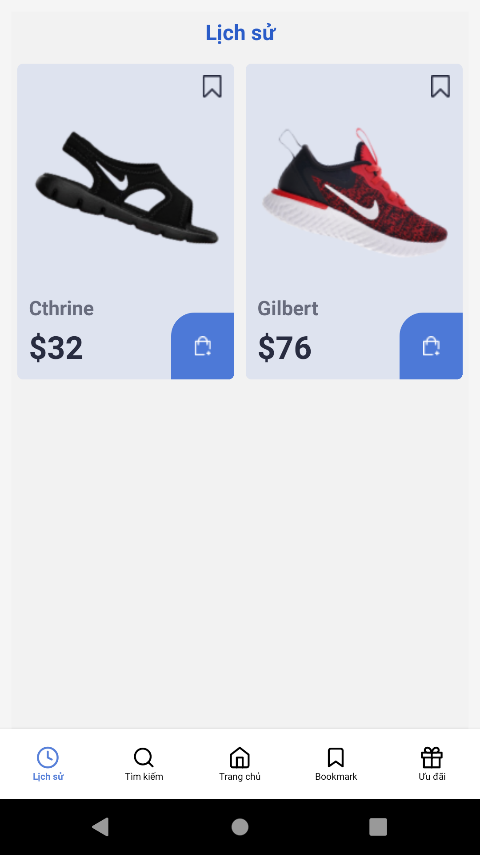 Lịch sử
Cthrine
$32
Gilbert
$76
Lịch sử
Tìm kiếm
Trang chủ
Bookmark
Ưu đãi